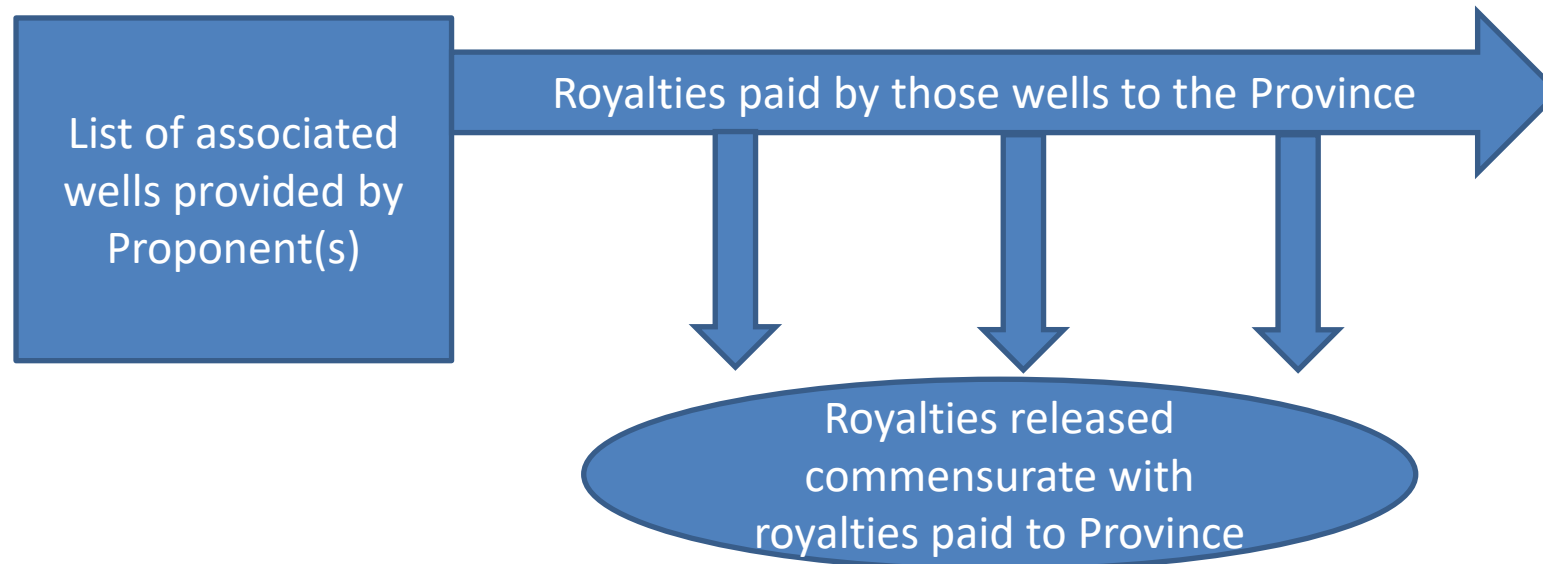 List of associated
wells provided by
Proponent(s)
Royalties paid by those wells to the Province
Royalties released
commensurate with
royalties paid to Province